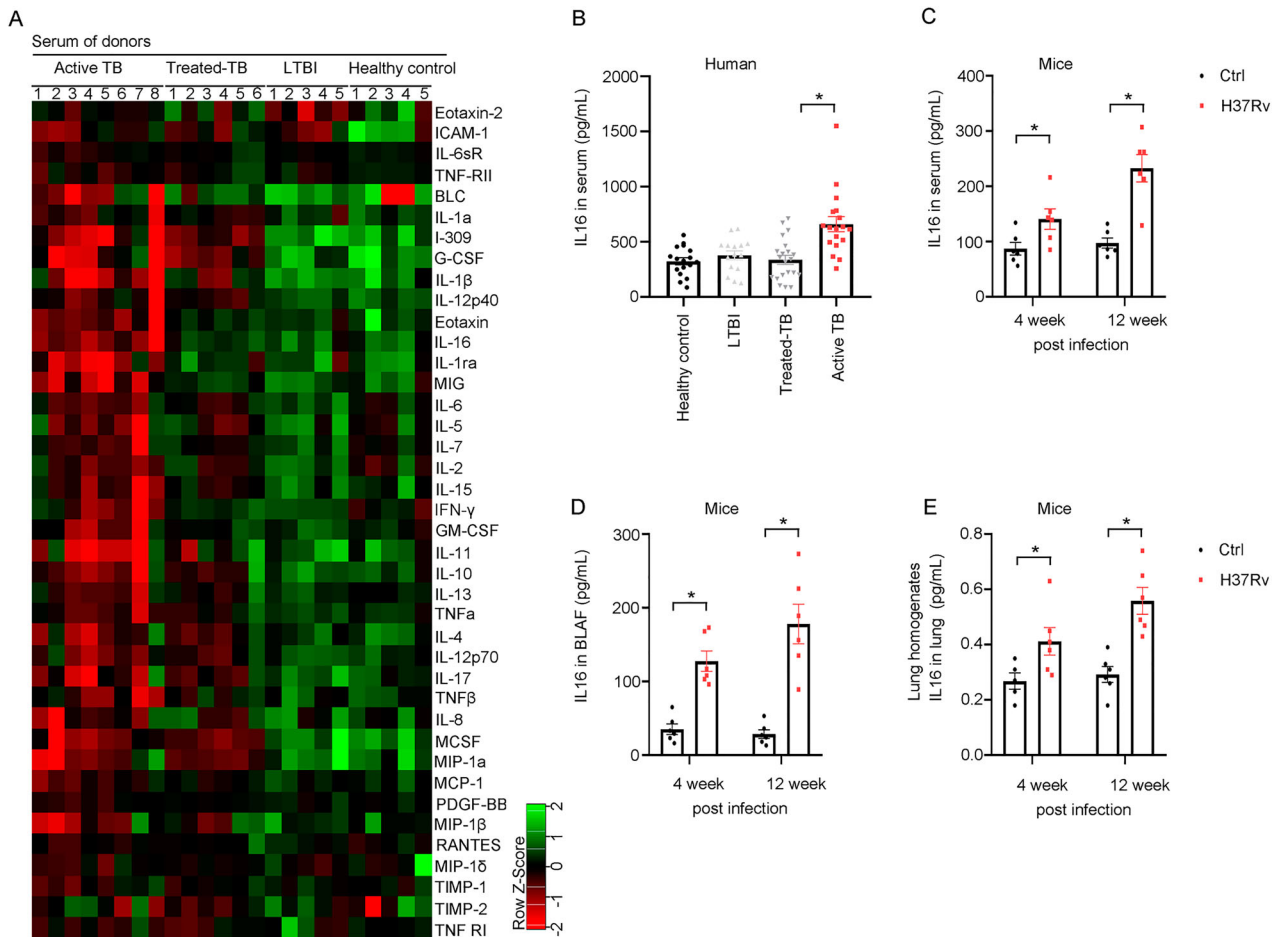 A
Serum of donors
Active TB Treated-TB LTBI Healthy control
1 2 3 4 5 6 7 8 1 2 3 4 5 6 1 2 3 4 5 1 2 3 4 5
Eotaxin-2
ICAM-1
IL-6sR
TNF-RII
BLC
IL-1a
I-309
G-CSF
IL-1β
IL-12p40
Eotaxin
IL-16
IL-1ra
MIG
IL-6
IL-5
IL-7
IL-2
IL-15
IFN-γ
GM-CSF
IL-11
IL-10
IL-13
TNFa
IL-4
IL-12p70
IL-17
TNFβ
IL-8
MCSF
MIP-1a
MCP-1
PDGF-BB
MIP-1β
RANTES
MIP-1δ
TIMP-1
TIMP-2
TNF RI
Row Z-Score
2
1
0
-1
-2
B
Human
IL16 in serum (pg/mL)
2000
1500
1000
500
0
*
Healthy control
LTBI
Treated-TB
Active TB
C
Mice
IL16 in serum (pg/mL)
400
300
200
100
0
*
*
4 week 12 week
post infection
Ctrl
H37Rv
D
Mice
IL16 in BLAF (pg/mL)
300
200
100
0
*
*
4 week 12 week
post infection
E
Mice
Lung homogenates
IL16 in lung (pg/mL)
0.8
0.6
0.4
0.2
0.0
*
*
4 week 12 week
post infection
Ctrl
H37Rv